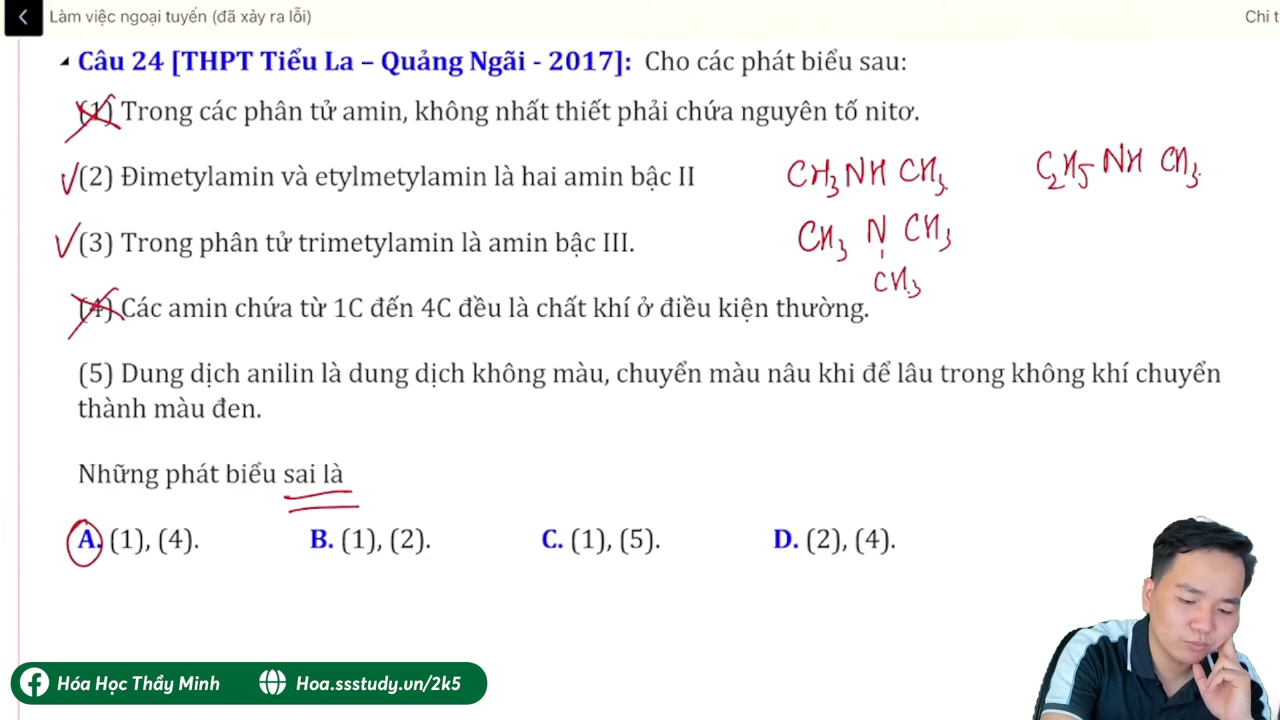 Làm việc ngoại tuyến (đã xảy ra lỗi)
Chi t
Câu 24 [THPT Tiểu La – Quảng Ngãi - 2017]: Cho các phát biểu sau:
(1) Trong các phân tử amin, không nhất thiết phải chứa nguyên tố nitơ.
(2) Đimetylamin và etylmetylamin là hai amin bậc II
CH3 NH CH3
C2H5 NH CH3
(3) Trong phân tử trimetylamin là amin bậc III.
CH3 N CH3
CH3
(4) Các amin chứa từ 1C đến 4C đều là chất khí ở điều kiện thường.
(5) Dung dịch anilin là dung dịch không màu, chuyển màu nâu khi để lâu trong không khí chuyển
thành màu đen.
Những phát biểu sai là
A. (1), (4). B. (1), (2). C. (1), (5). D. (2), (4).
Hóa Học Thầy Minh
Hoa.ssstudy.vn/2k5